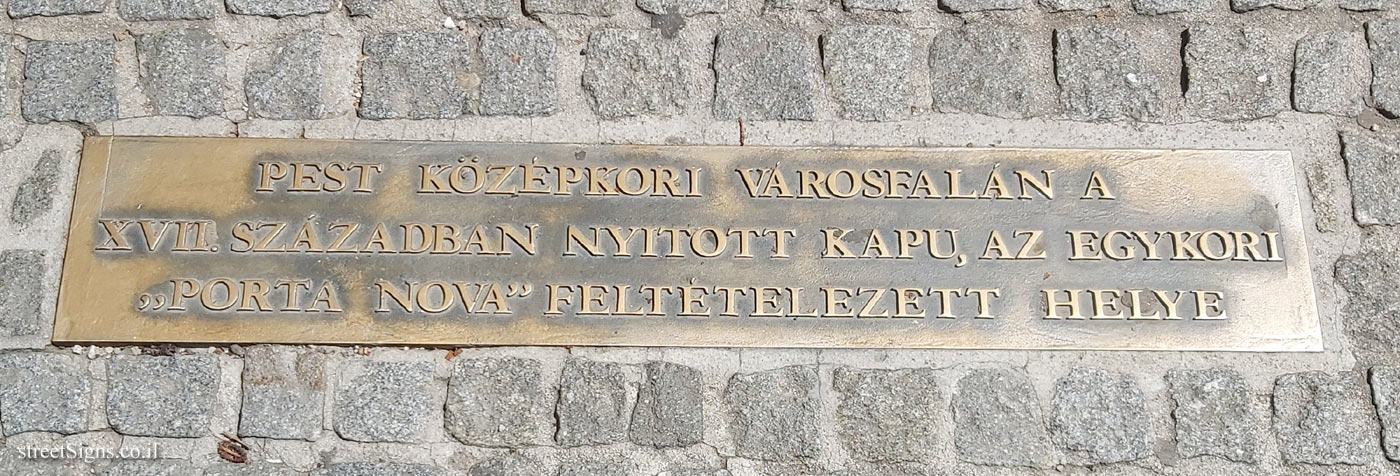 PEST KÖZÉPKORI VÁROSFALÁN A
XVII. SZÁZADBAN NYITOTT KAPU, AZ EGYKORI
„PORTA NOVA” FELTÉTELEZETT HELYE
streetSigns.co.il